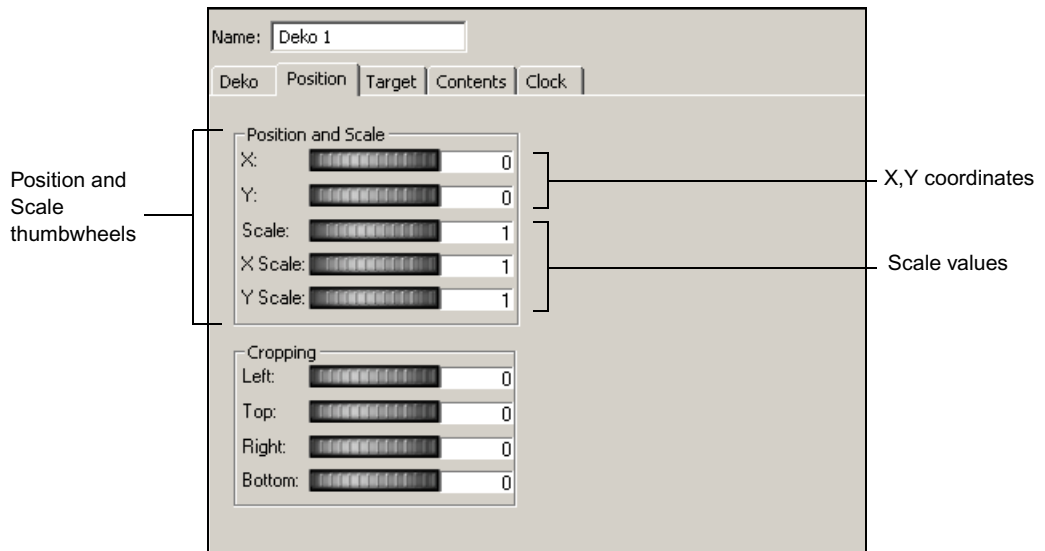 Name: Deko 1
Deko Position Target Contents Clock
Position and Scale
X: 0
Y: 0
Scale: 1
X Scale: 1
Y Scale: 1
Cropping
Left: 0
Top: 0
Right: 0
Bottom: 0
Position and
Scale
thumbwheels
X,Y coordinates
Scale values